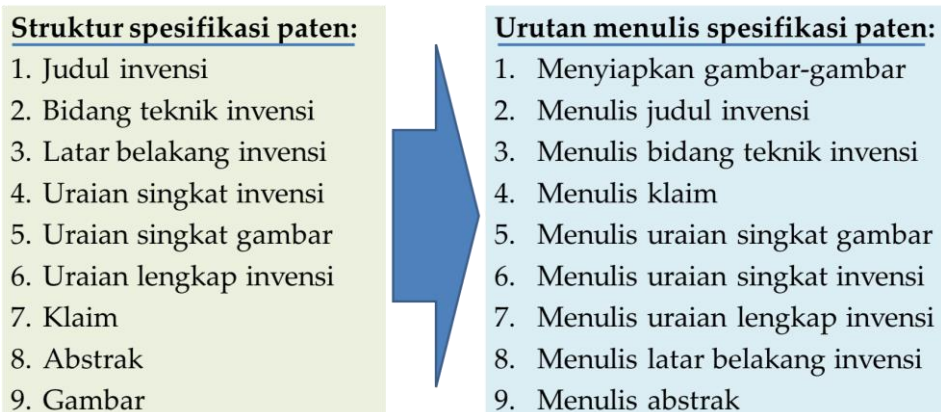 Struktur spesifikasi paten:
1. Judul invensi
2. Bidang teknik invensi
3. Latar belakang invensi
4. Uraian singkat invensi
5. Uraian singkat gambar
6. Uraian lengkap invensi
7. Klaim
8. Abstrak
9. Gambar
Urutan menulis spesifikasi paten:
1. Menyiapkan gambar-gambar
2. Menulis judul invensi
3. Menulis bidang teknik invensi
4. Menulis klaim
5. Menulis uraian singkat gambar
6. Menulis uraian singkat invensi
7. Menulis uraian lengkap invensi
8. Menulis latar belakang invensi
9. Menulis abstrak